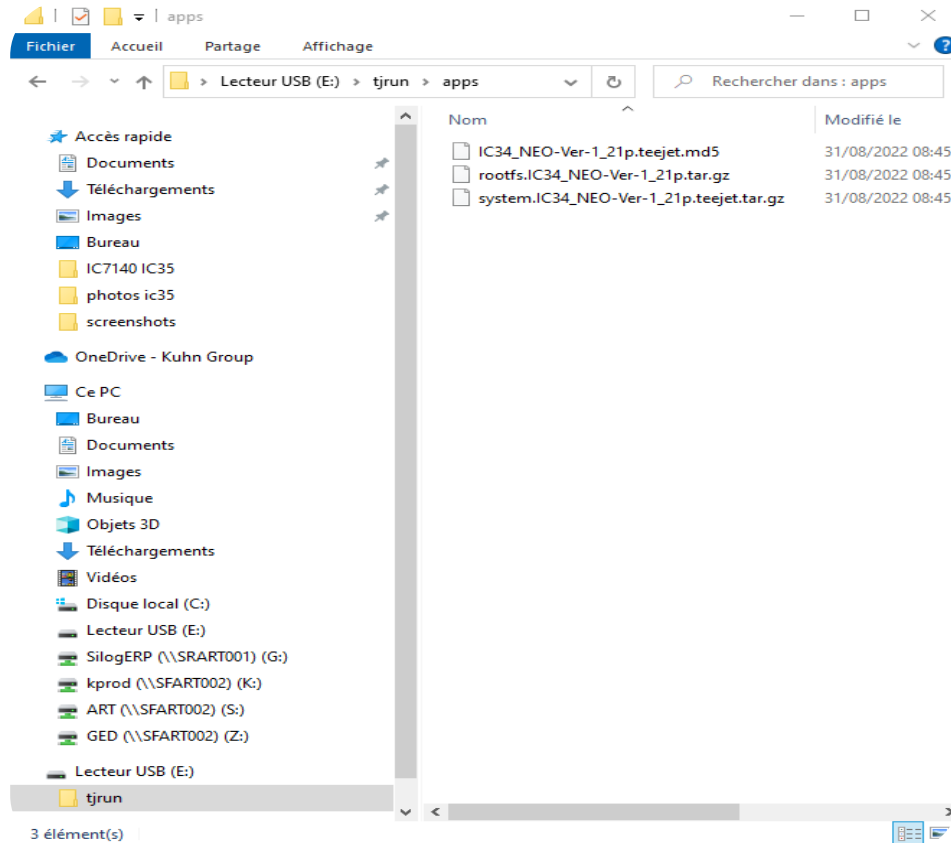 apps
Fichier Accueil Partage Affichage
Lecteur USB (E:) tjrun apps Rechercher dans : apps
Nom Modifié le
IC34_NEO-Ver-1_21p.teejet.md5 31/08/2022 08:45
rootfs.IC34_NEO-Ver-1_21p.tar.gz 31/08/2022 08:45
system.IC34_NEO-Ver-1_21p.teejet.tar.gz 31/08/2022 08:45
Accès rapide
Documents
Téléchargements
Images
Bureau
IC7140 IC35
photos ic35
screenshots
OneDrive - Kuhn Group
Ce PC
Bureau
Documents
Images
Musique
Objets 3D
Téléchargements
Vidéos
Disque local (C:)
Lecteur USB (E:)
SilogERP (\\SRART001) (G:)
kprod (\\SFART002) (K:)
ART (\\SFART002) (S:)
GED (\\SFART002) (Z:)
Lecteur USB (E:)
tjrun
3 élément(s)